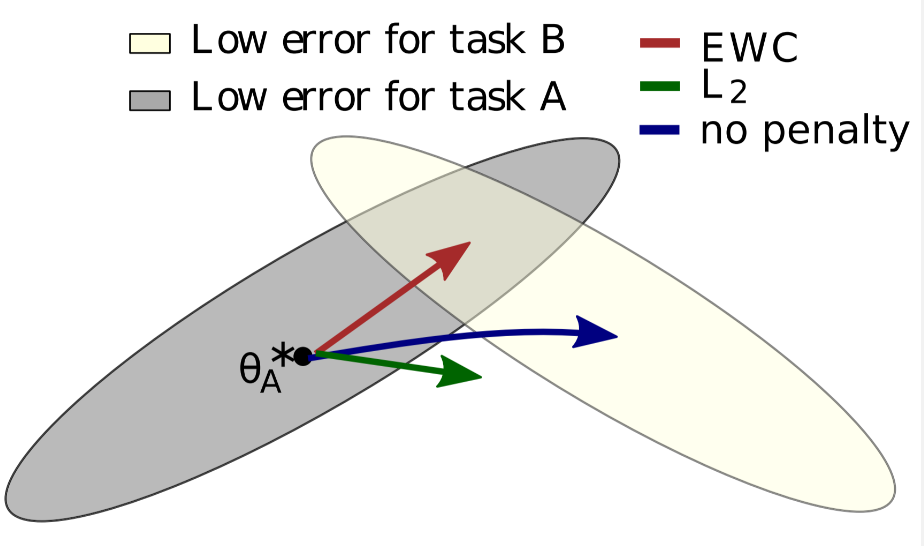 Low error for task B
Low error for task A
EWC
L₂
no penalty
θA*